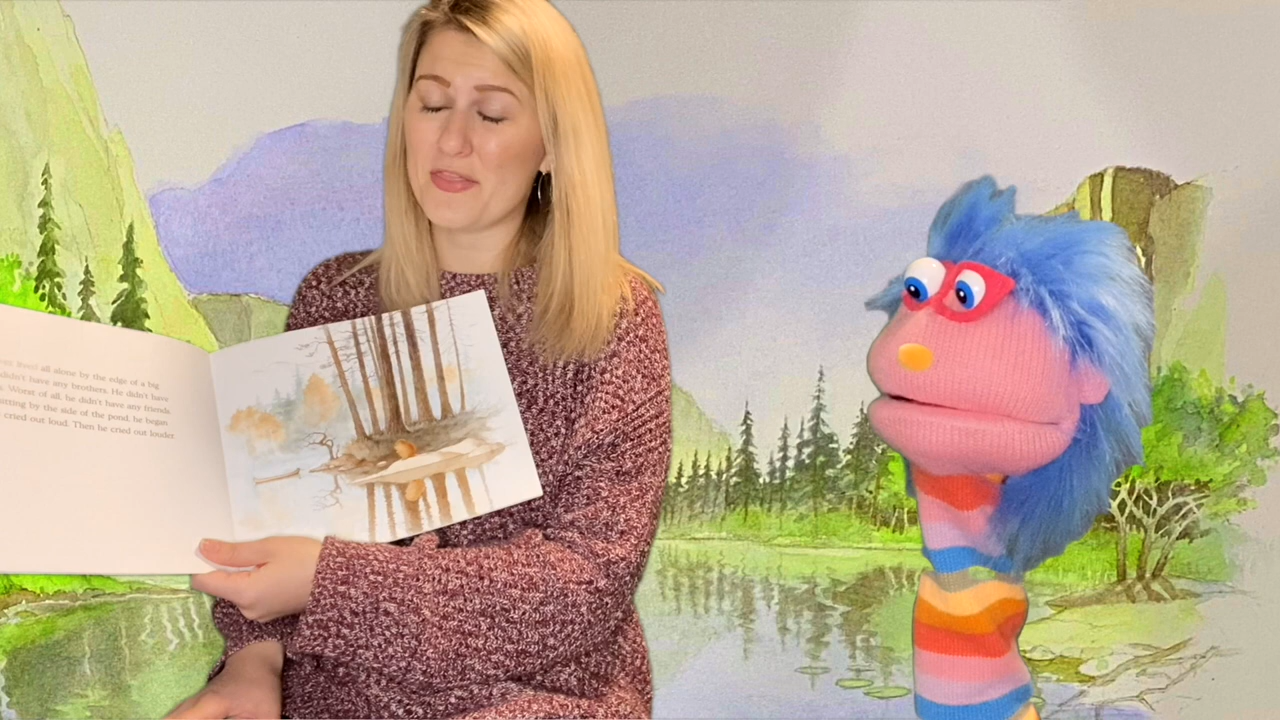 all alone by the edge of a big
didn't have any brothers. He didn't have
Worst of all, he didn't have any friends.
sitting by the side of the pond, he began
cried out loud. Then he cried out louder